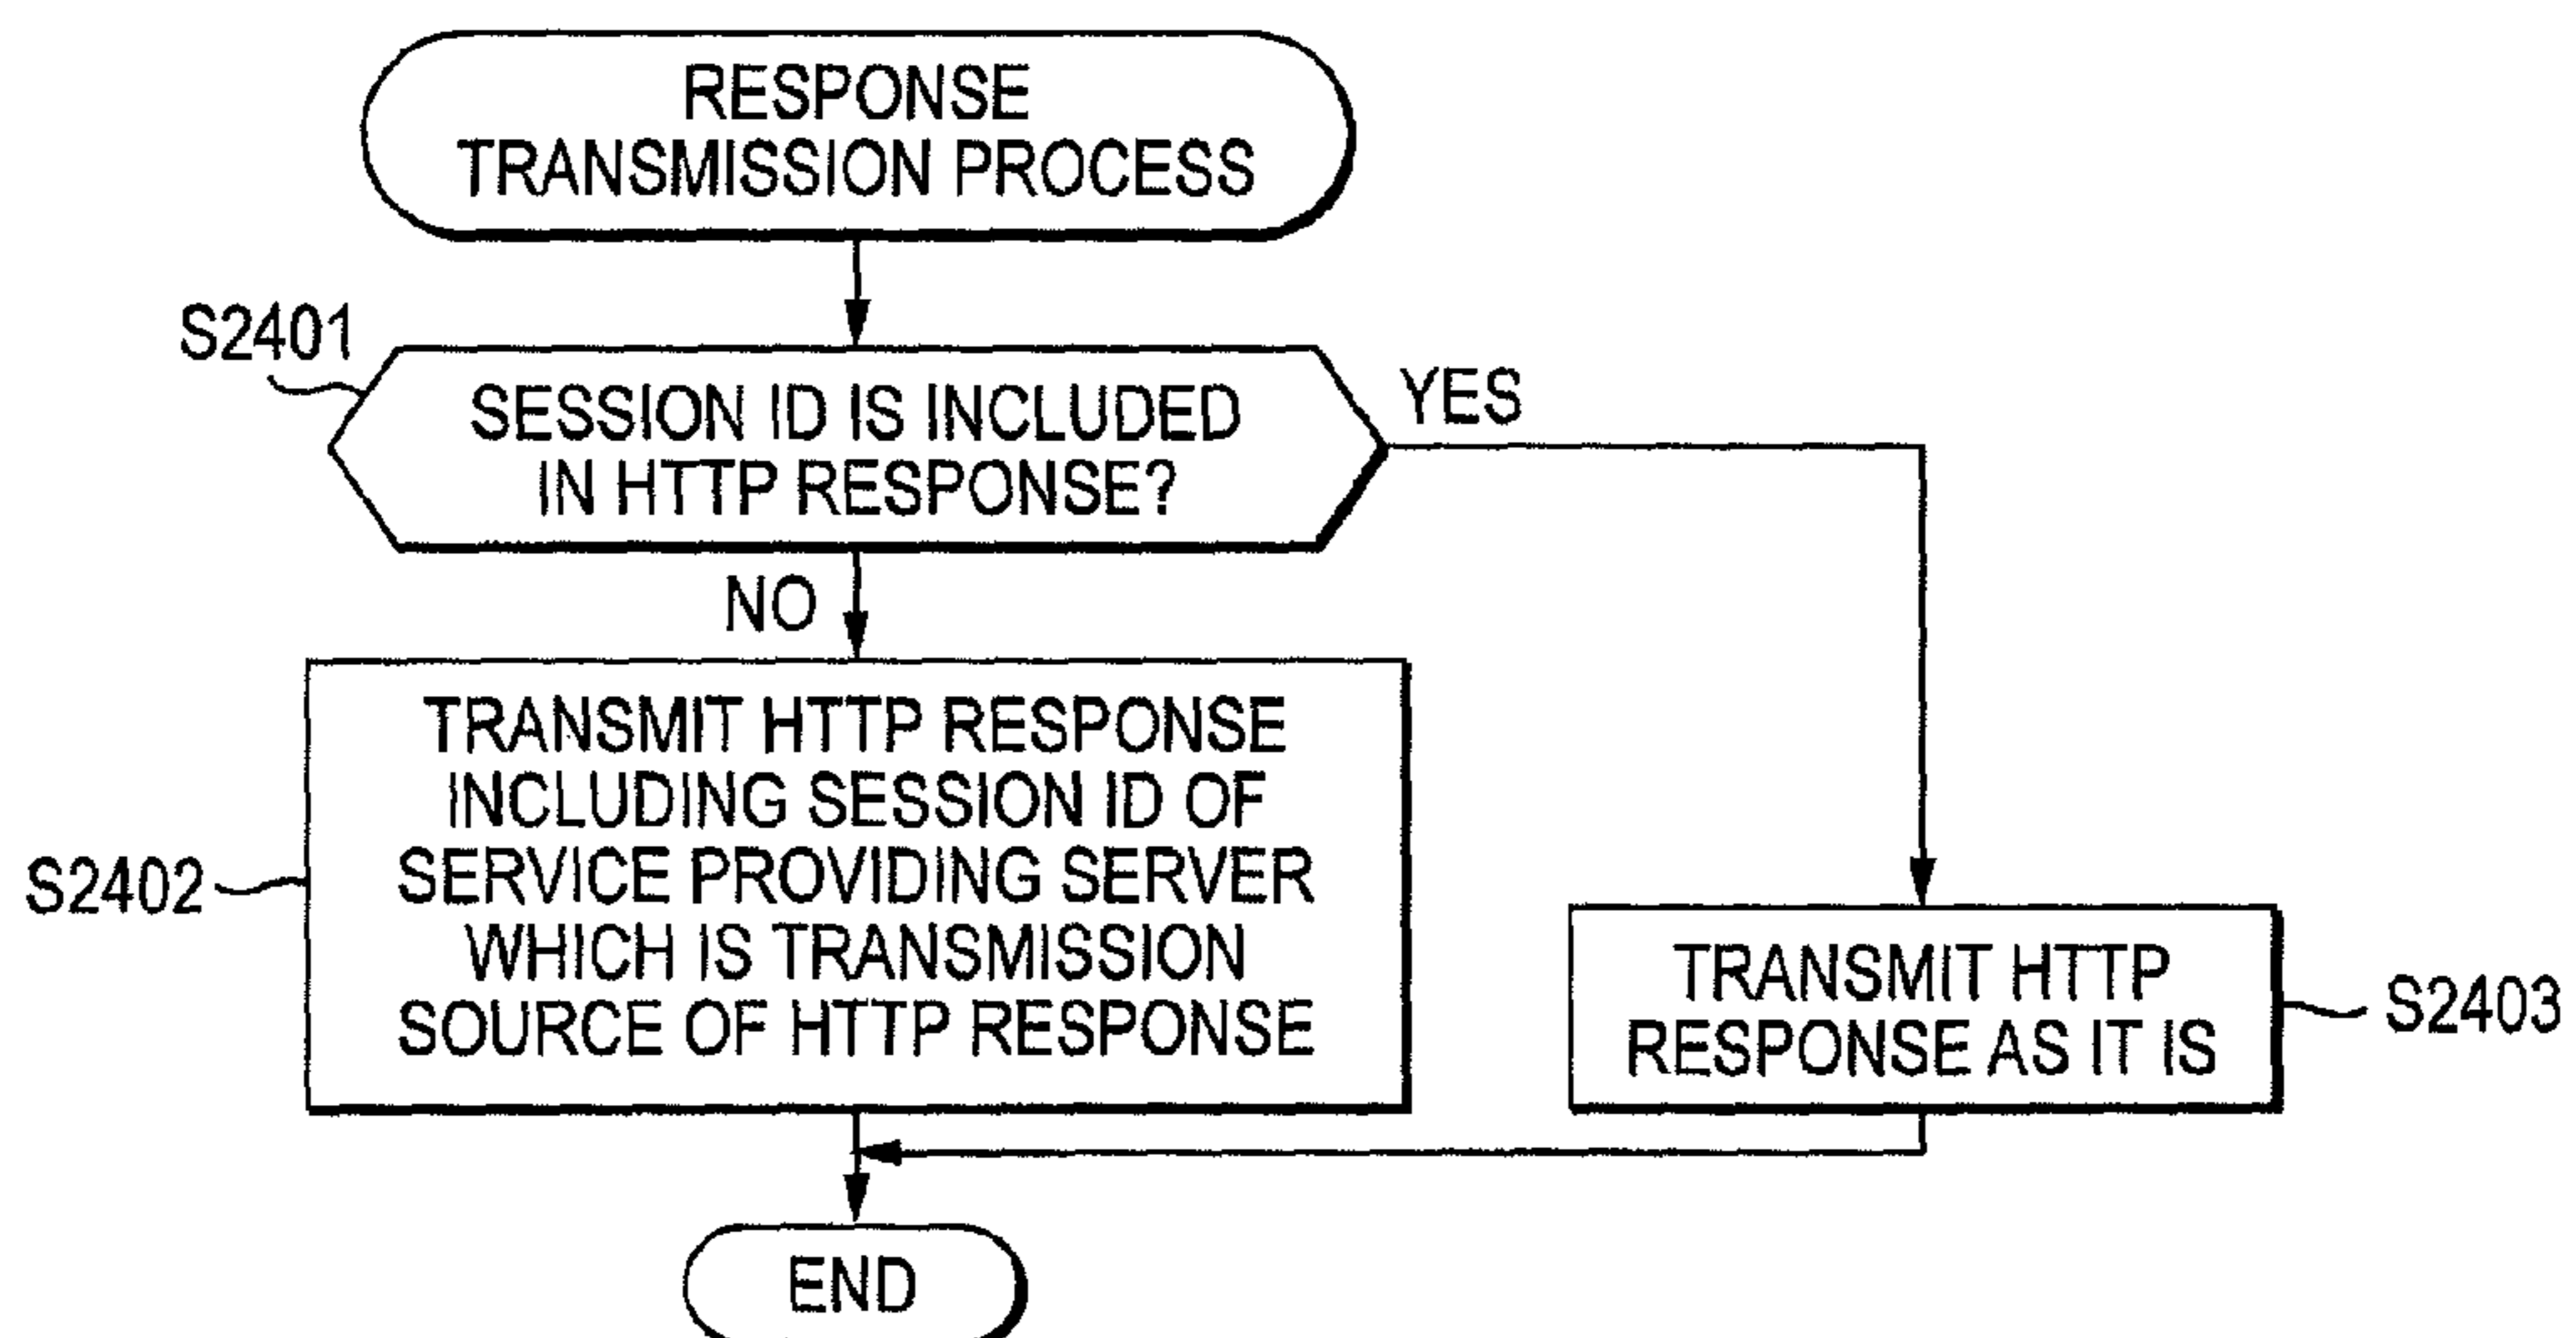 RESPONSE
TRANSMISSION PROCESS
S2401
SESSION ID IS INCLUDED
IN HTTP RESPONSE?
YES
NO
S2402
TRANSMIT HTTP RESPONSE
INCLUDING SESSION ID OF
SERVICE PROVIDING SERVER
WHICH IS TRANSMISSION
SOURCE OF HTTP RESPONSE
TRANSMIT HTTP
RESPONSE AS IT IS
S2403
END